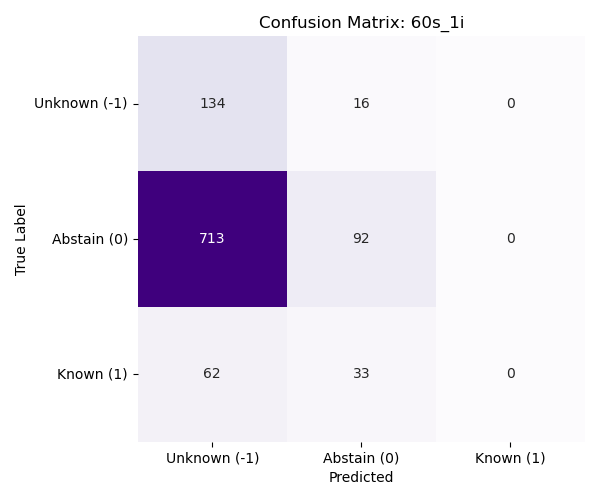 Confusion Matrix: 60s_1i
True Label
Unknown (-1) 134 16 0
Abstain (0) 713 92 0
Known (1) 62 33 0
Unknown (-1) Abstain (0) Known (1)
Predicted